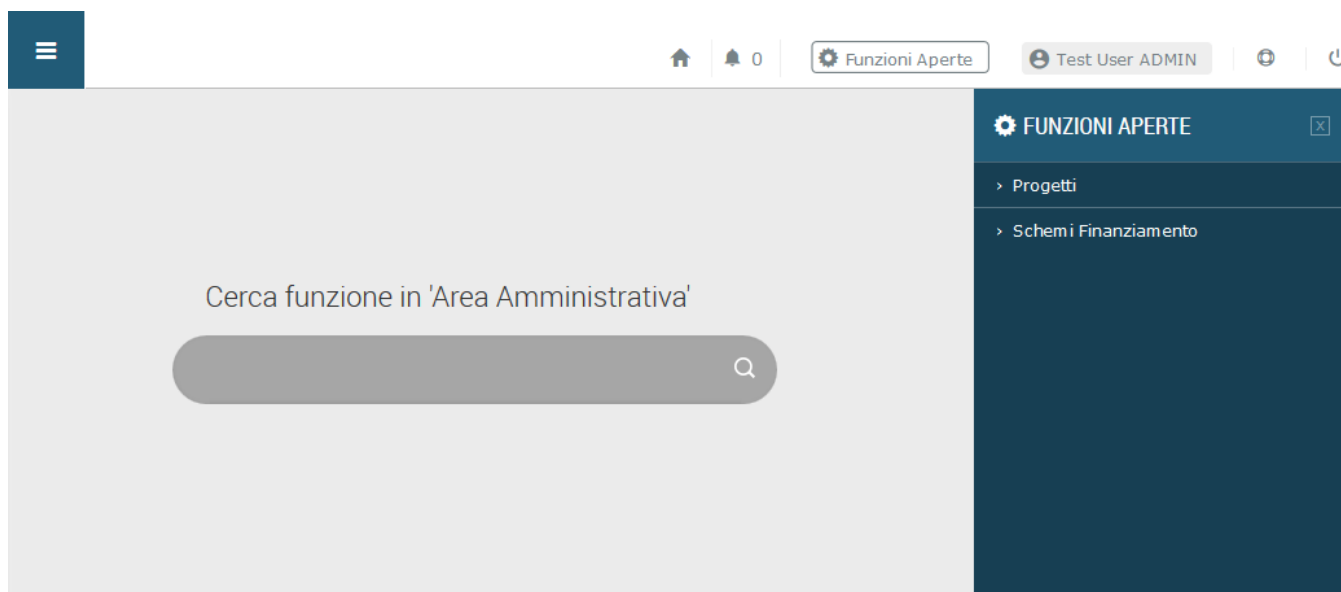 0
Funzioni Aperte
Test User ADMIN
FUNZIONI APERTE
X
Progetti
Schemi Finanziamento
Cerca funzione in 'Area Amministrativa'